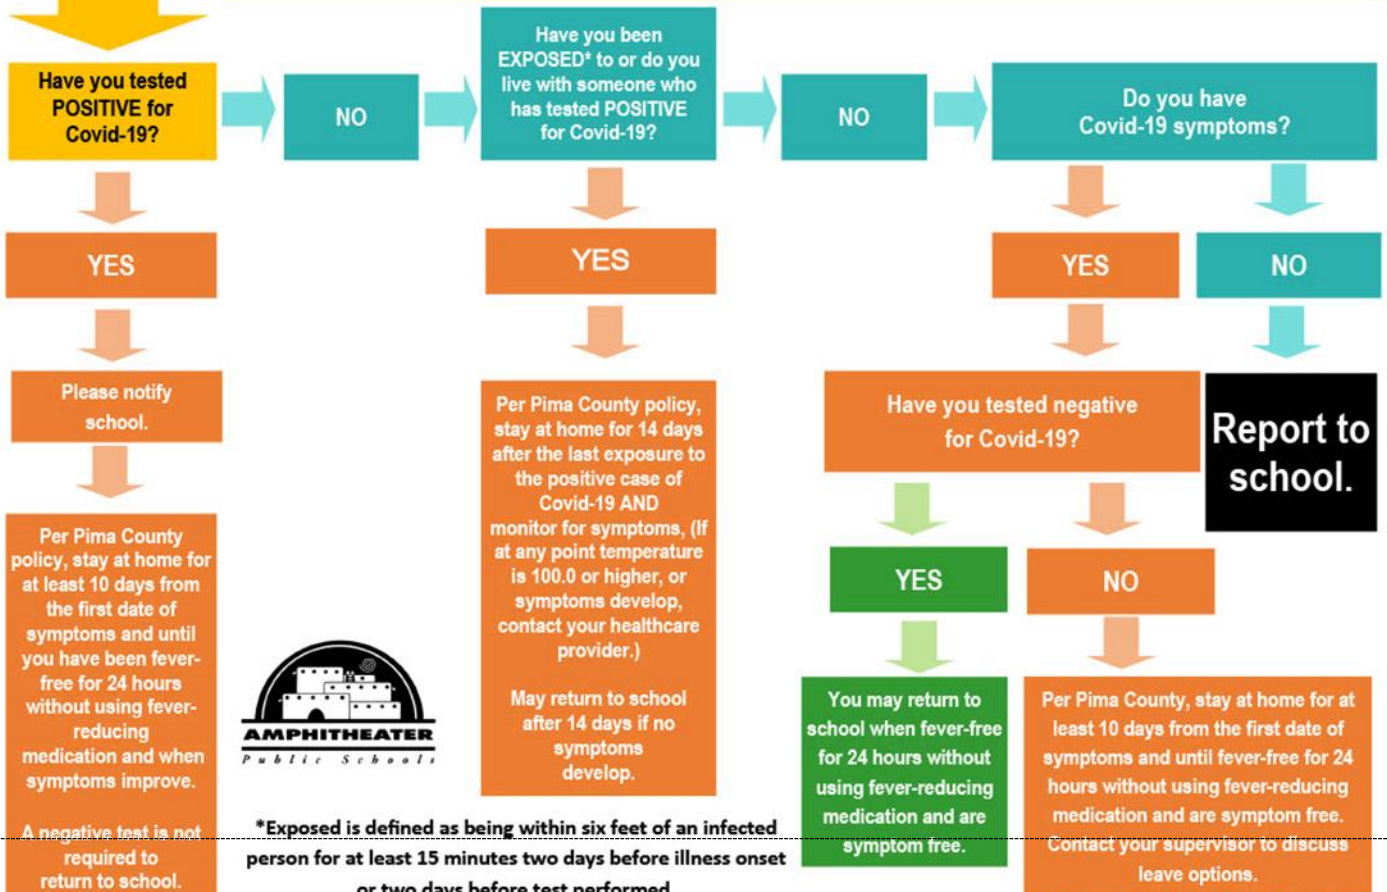 Have you tested
POSITIVE for
Covid-19?
NO
Have you been
EXPOSED* to or do you
live with someone who
has tested POSITIVE
for Covid-19?
NO
Do you have
Covid-19 symptoms?
YES
YES
YES
NO
Please notify
school.
Per Pima County
policy, stay at home for
at least 10 days from
the first date of
symptoms and until
you have been fever-
free for 24 hours
without using fever-
reducing
medication and when
symptoms improve.
A negative test is not
required to
return to school.
Per Pima County policy,
stay at home for 14 days
after the last exposure to
the positive case of
Covid-19 AND
monitor for symptoms, (If
at any point temperature
is 100.0 or higher, or
symptoms develop,
contact your healthcare
provider.)
May return to school
after 14 days if no
symptoms
develop.
Have you tested negative
for Covid-19?
Report to
school.
YES
NO
You may return to
school when fever-free
for 24 hours without
using fever-reducing
medication and are
symptom free.
Per Pima County, stay at home for at
least 10 days from the first date of
symptoms and until fever-free for 24
hours without using fever-reducing
medication and are symptom free.
Contact your supervisor to discuss
leave options.
AMPHITHEATER
Public Schools
*Exposed is defined as being within six feet of an infected
person for at least 15 minutes two days before illness onset
or two days before test performed